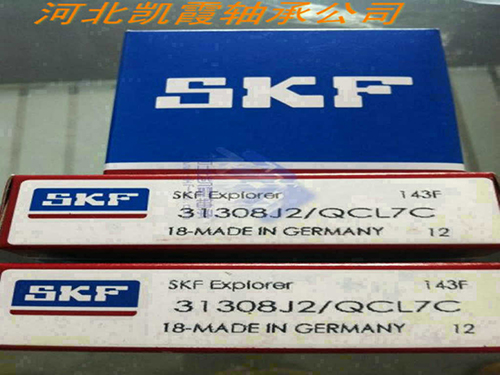 河北凯霞轴承公司
SKF
SKF
SKF Explorer 143F
31308J2/QCL7C
18-MADE IN GERMANY 12
SKF
SKF Explorer 143F
31308J2/QCL7C
18-MADE IN GERMANY 12